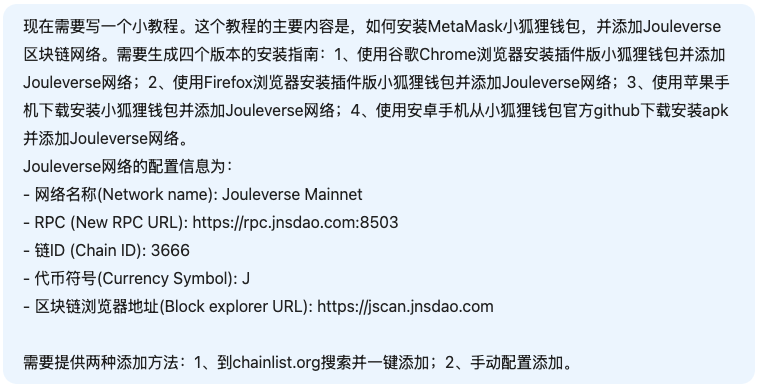 现在需要写一个小教程。这个教程的主要内容是，如何安装MetaMask小狐狸钱包，并添加Jouleverse
区块链网络。需要生成四个版本的安装指南：1、使用谷歌Chrome浏览器安装插件版小狐狸钱包并添加
Jouleverse网络；2、使用Firefox浏览器安装插件版小狐狸钱包并添加Jouleverse网络；3、使用苹果手
机下载安装小狐狸钱包并添加Jouleverse网络；4、使用安卓手机从小狐狸钱包官方github下载安装apk
并添加Jouleverse网络。
Jouleverse网络的配置信息为：
- 网络名称(Network name): Jouleverse Mainnet
- RPC (New RPC URL): https://rpc.jnsdao.com:8503
- 链ID (Chain ID): 3666
- 代币符号(Currency Symbol): J
- 区块链浏览器地址(Block explorer URL): https://jscan.jnsdao.com
需要提供两种添加方法：1、到chainlist.org搜索并一键添加；2、手动配置添加。